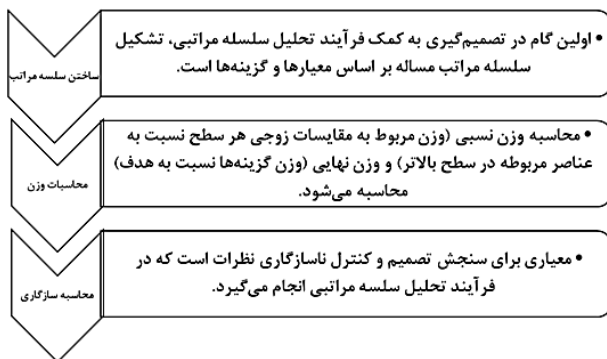 • اولین گام در تصمیم‌گیری به کمک فرآیند تحلیل سلسله مراتبی، تشکیل
سلسله مراتب مساله بر اساس معیارها و گزینه‌ها است.
ساختن سلسه مراتب
• محاسبه وزن نسبی (وزن مربوط به مقایسات زوجی هر سطح نسبت به
عناصر مربوطه در سطح بالاتر) و وزن نهایی (وزن گزینه‌ها نسبت به هدف)
محاسبه می‌شود.
محاسبات وزن
• معیاری برای سنجش تصمیم و کنترل ناسازگاری نظرات است که در
فرآیند تحلیل سلسه مراتبی انجام می‌گیرد.
محاسبه سازگاری